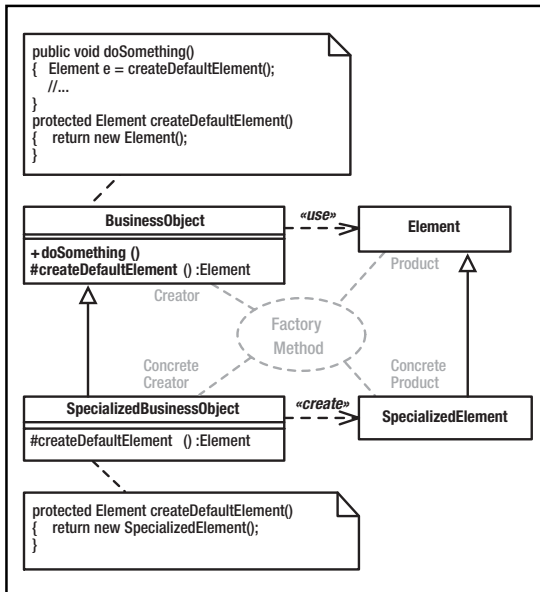 public void doSomething()
{ Element e = createDefaultElement();
//...
}
protected Element createDefaultElement()
{ return new Element();
}
BusinessObject
«use»
Element
+doSomething ()
#createDefaultElement () :Element
Product
Creator
Factory
Method
Concrete
Creator
Concrete
Product
SpecializedBusinessObject
«create»
SpecializedElement
#createDefaultElement () :Element
protected Element createDefaultElement()
{ return new SpecializedElement();
}